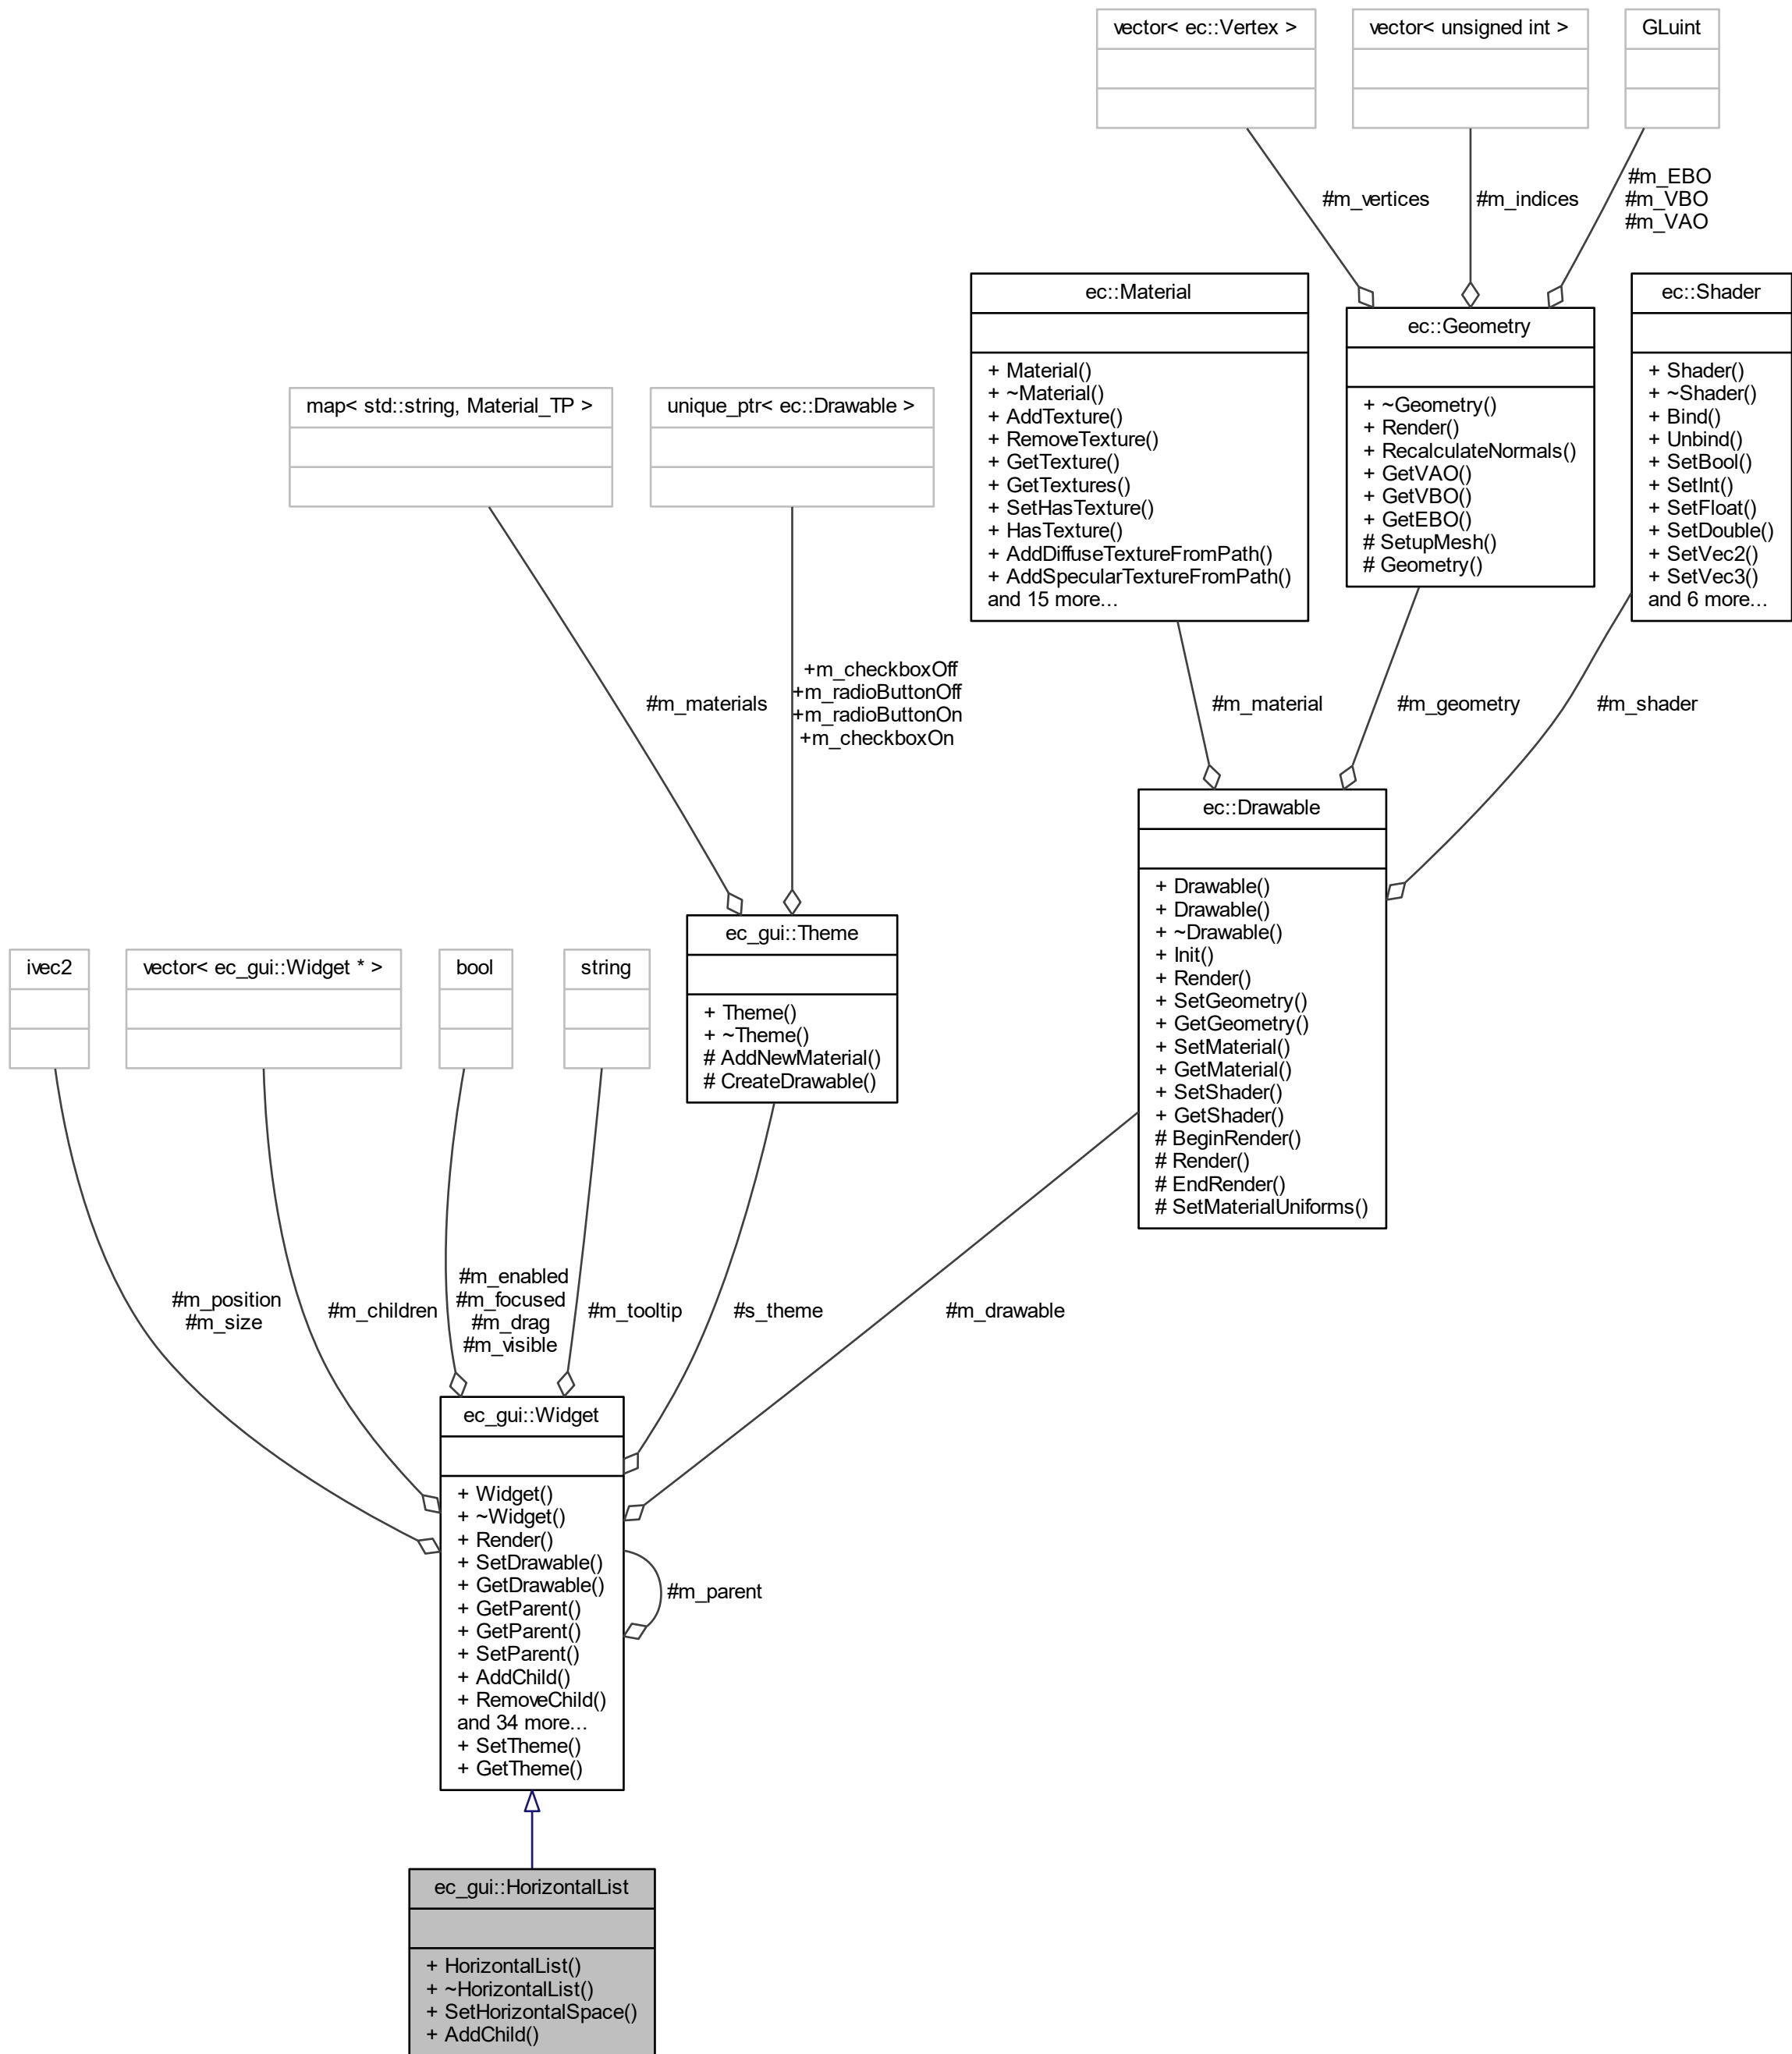 vector< ec::Vertex >
vector< unsigned int >
GLuint
#m_vertices
#m_indices
#m_EBO
#m_VBO
#m_VAO
ec::Material
+ Material()
+ ~Material()
+ AddTexture()
+ RemoveTexture()
+ GetTexture()
+ GetTextures()
+ SetHasTexture()
+ HasTexture()
+ AddDiffuseTextureFromPath()
+ AddSpecularTextureFromPath()
and 15 more...
ec::Geometry
+ ~Geometry()
+ Render()
+ RecalculateNormals()
+ GetVAO()
+ GetVBO()
+ GetEBO()
# SetupMesh()
# Geometry()
ec::Shader
+ Shader()
+ ~Shader()
+ Bind()
+ Unbind()
+ SetBool()
+ SetInt()
+ SetFloat()
+ SetDouble()
+ SetVec2()
+ SetVec3()
and 6 more...
map< std::string, Material_TP >
unique_ptr< ec::Drawable >
#m_materials
+m_checkboxOff
+m_radioButtonOff
+m_radioButtonOn
+m_checkboxOn
#m_material
#m_geometry
#m_shader
ec::Drawable
+ Drawable()
+ Drawable()
+ ~Drawable()
+ Init()
+ Render()
+ SetGeometry()
+ GetGeometry()
+ SetMaterial()
+ GetMaterial()
+ SetShader()
+ GetShader()
# BeginRender()
# Render()
# EndRender()
# SetMaterialUniforms()
ivec2
vector< ec_gui::Widget * >
bool
string
ec_gui::Theme
+ Theme()
+ ~Theme()
# AddNewMaterial()
# CreateDrawable()
#m_position
#m_size
#m_children
#m_enabled
#m_focused
#m_drag
#m_visible
#m_tooltip
#s_theme
#m_drawable
ec_gui::Widget
+ Widget()
+ ~Widget()
+ Render()
+ SetDrawable()
+ GetDrawable()
+ GetParent()
+ GetParent()
+ SetParent()
+ AddChild()
+ RemoveChild()
and 34 more...
+ SetTheme()
+ GetTheme()
#m_parent
ec_gui::HorizontalList
+ HorizontalList()
+ ~HorizontalList()
+ SetHorizontalSpace()
+ AddChild()